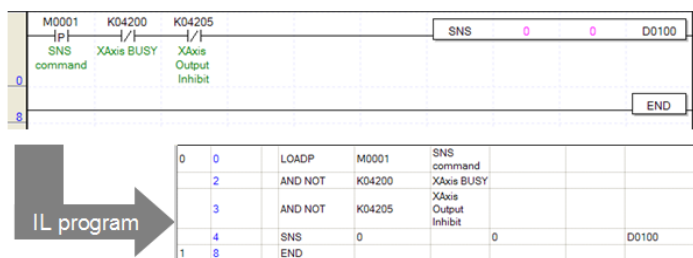 M0001 K04200 K04205
P
SNS 0 0 D0100
SNS command XAxis BUSY XAxis Output Inhibit
0
END
8
IL program
0 0 LOADP M0001 SNS command
2 AND NOT K04200 XAxis BUSY
3 AND NOT K04205 XAxis Output Inhibit
4 SNS 0 0 D0100
1 8 END